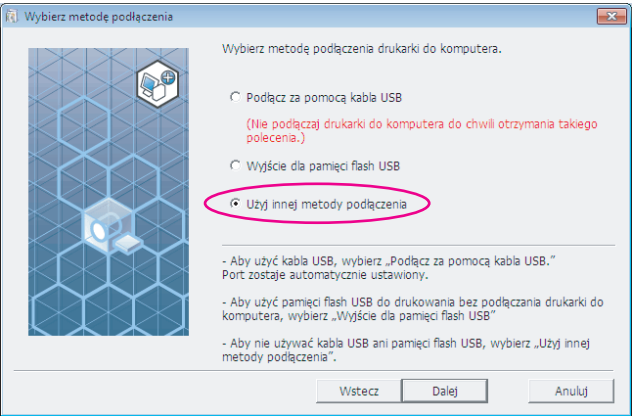 Wybierz metodę podłączenia
Wybierz metodę podłączenia drukarki do komputera.
Podłącz za pomocą kabla USB
(Nie podłączaj drukarki do komputera do chwili otrzymania takiego
polecenia.)
Wyjście dla pamięci flash USB
Użyj innej metody podłączenia
- Aby użyć kabla USB, wybierz „Podłącz za pomocą kabla USB.”
Port zostaje automatycznie ustawiony.
- Aby użyć pamięci flash USB do drukowania bez podłączania drukarki do
komputera, wybierz „Wyjście dla pamięci flash USB”
- Aby nie używać kabla USB ani pamięci flash USB, wybierz „Użyj innej
metody podłączenia”.
Wstecz Dalej Anuluj